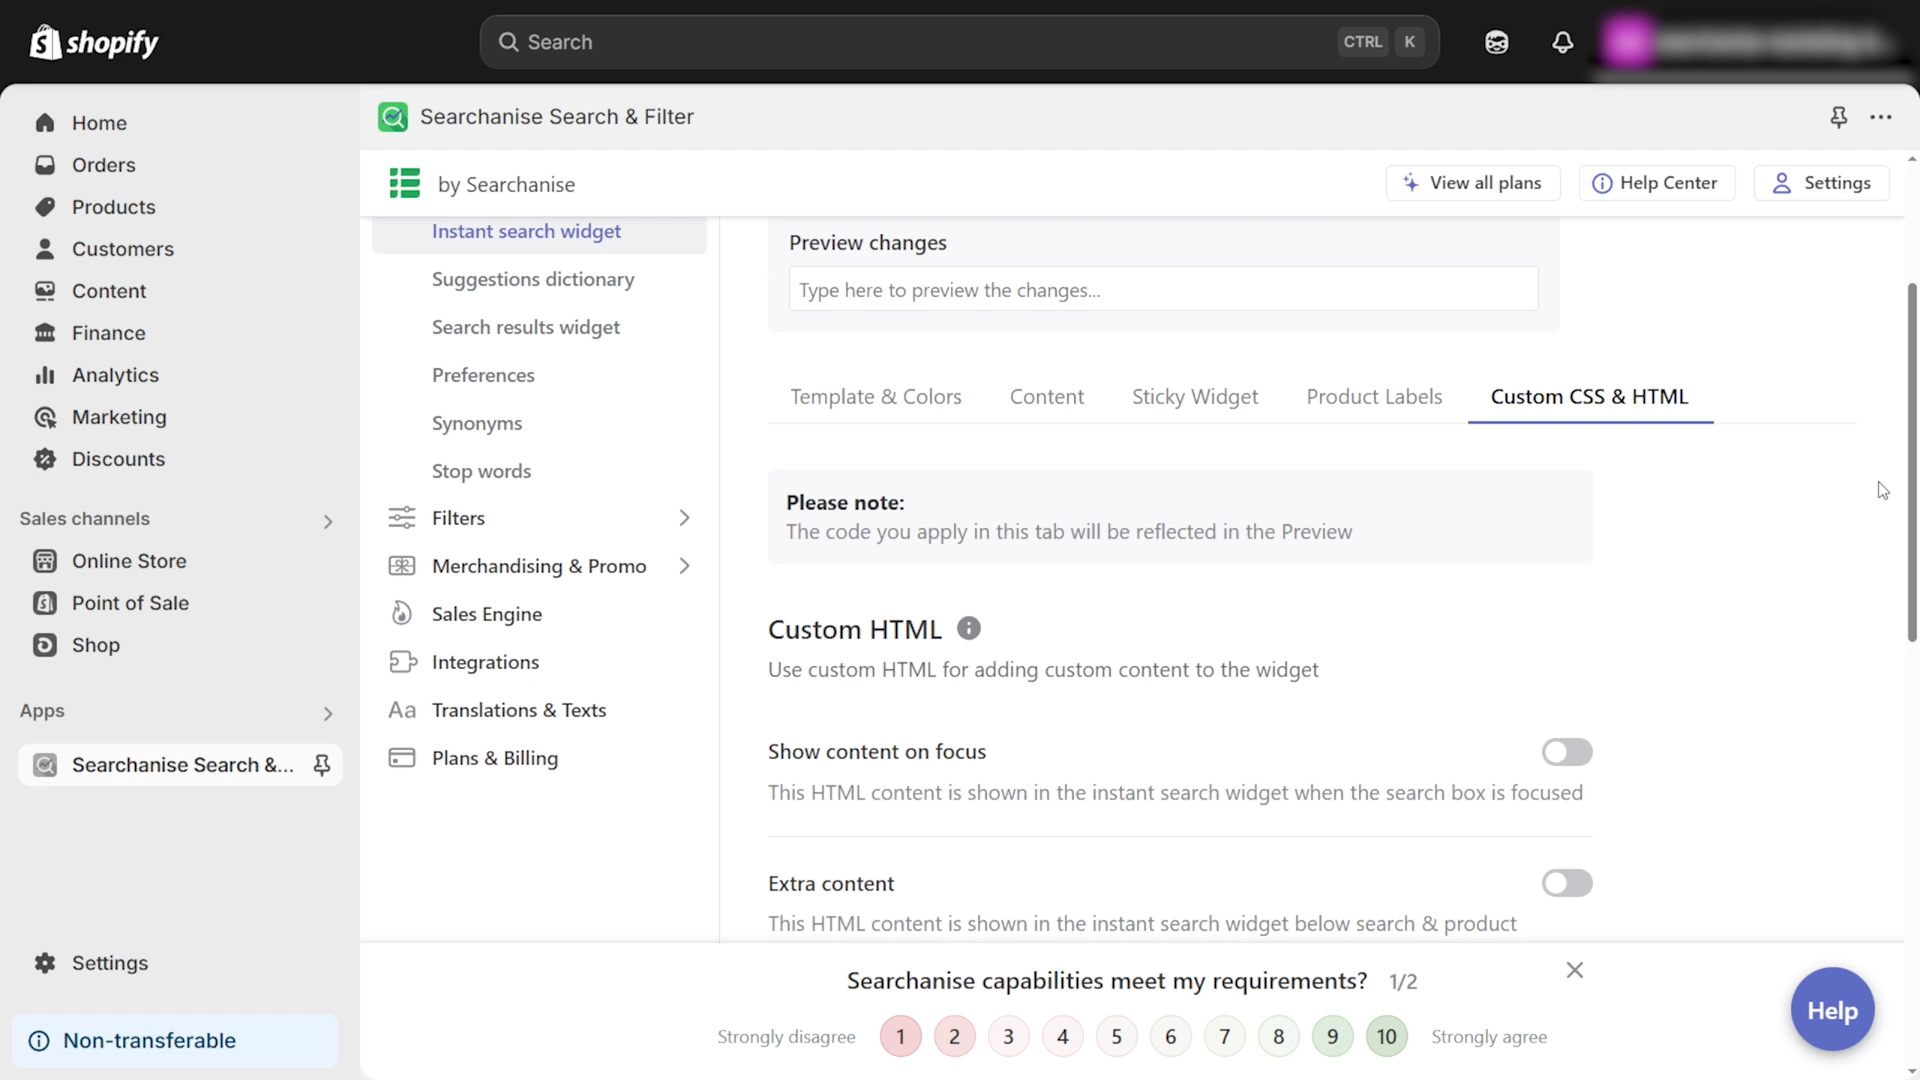 shopify
Search
CTRL K
Home
Orders
Products
Customers
Content
Finance
Analytics
Marketing
Discounts
Sales channels
Online Store
Point of Sale
Shop
Apps
Searchanise Search &...
Settings
Non-transferable
Searchanise Search & Filter
by Searchanise
View all plans
Help Center
Settings
Instant search widget
Suggestions dictionary
Search results widget
Preferences
Synonyms
Stop words
Filters
Merchandising & Promo
Sales Engine
Integrations
Aa Translations & Texts
Plans & Billing
Preview changes
Type here to preview the changes...
Template & Colors Content Sticky Widget Product Labels Custom CSS & HTML
Please note:
The code you apply in this tab will be reflected in the Preview
Custom HTML
Use custom HTML for adding custom content to the widget
Show content on focus
This HTML content is shown in the instant search widget when the search box is focused
Extra content
This HTML content is shown in the instant search widget below search & product
Searchanise capabilities meet my requirements? 1/2
Strongly disagree 1 2 3 4 5 6 7 8 9 10 Strongly agree
Help